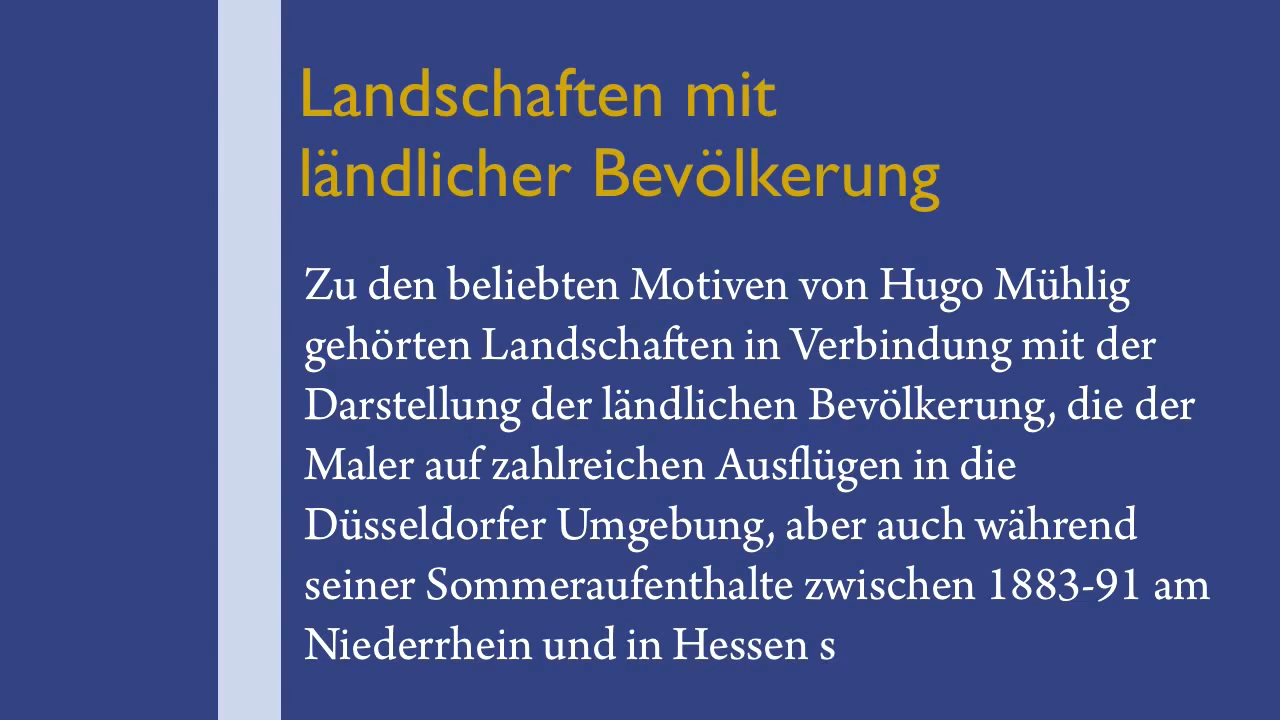 Landschaften mit
ländlicher Bevölkerung
Zu den beliebten Motiven von Hugo Mühlig
gehörten Landschaften in Verbindung mit der
Darstellung der ländlichen Bevölkerung, die der
Maler auf zahlreichen Ausflügen in die
Düsseldorfer Umgebung, aber auch während
seiner Sommeraufenthalte zwischen 1883-91 am
Niederrhein und in Hessen s